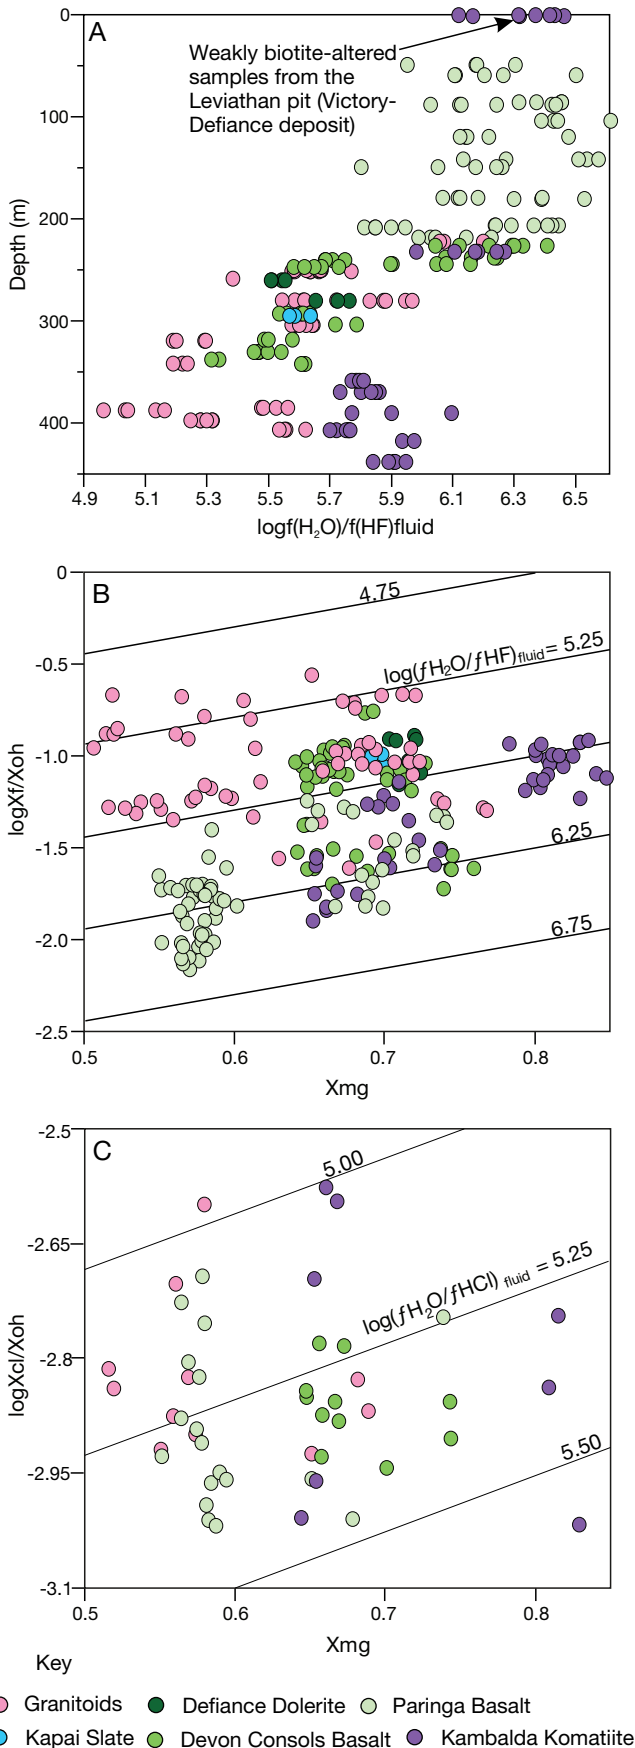 0
A
Weakly biotite-altered
samples from the
Leviathan pit (Victory-
Defiance deposit)
100
200
300
400
Depth (m)
4.9 5.1 5.3 5.5 5.7 5.9 6.1 6.3 6.5
logf(H₂O)/f(HF)fluid
0
B
4.75
log(ƒH₂O/ƒHF)fluid = 5.25
-0.5
-1.0
-1.5
6.25
-2.0
6.75
-2.5
logXf/Xoh
0.5 0.6 0.7 0.8
Xmg
-2.5
C
5.00
-2.65
log(ƒH₂O/ƒHCl) fluid = 5.25
-2.8
-2.95
5.50
-3.1
logXcl/Xoh
0.5 0.6 0.7 0.8
Xmg
Key
Granitoids Defiance Dolerite Paringa Basalt
Kapai Slate Devon Consols Basalt Kambalda Komatiite